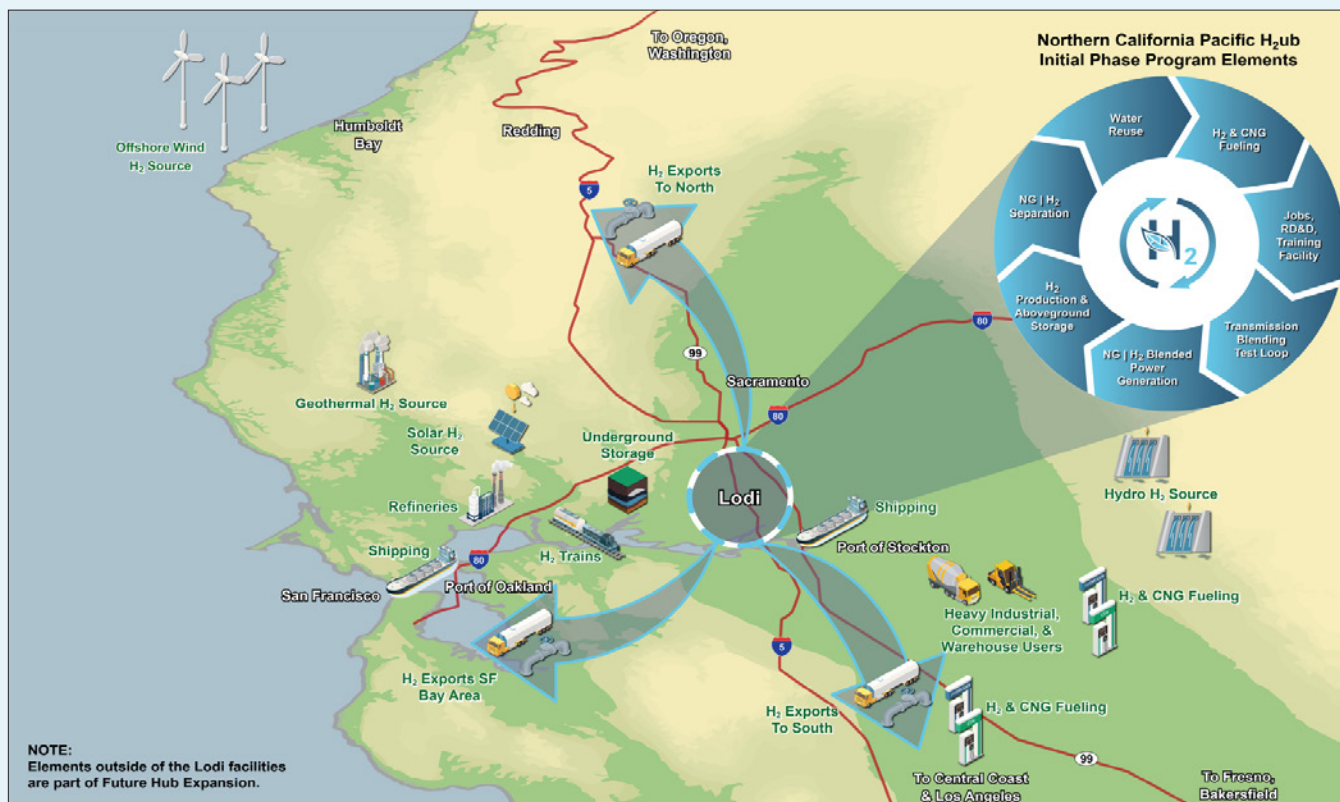 To Oregon,
Washington
Northern California Pacific H₂ub
Initial Phase Program Elements
Water
Reuse
H₂ & CNG
Fueling
NG | H₂
Separation
Jobs,
RD&D,
Training
Facility
H₂
Production &
Aboveground
Storage
Transmission
Blending
Test Loop
NG | H₂ Blended
Power
Generation
H₂
Offshore Wind
H₂ Source
Humboldt
Bay
Redding
5
H₂ Exports
To North
99
80
Sacramento
80
Geothermal H₂ Source
Solar H₂
Source
Underground
Storage
Refineries
Lodi
Shipping
Hydro H₂ Source
Shipping
80
H₂ Trains
Port of Stockton
San Francisco
Port of Oakland
Heavy Industrial,
Commercial, &
Warehouse Users
H₂ & CNG Fueling
5
H₂ Exports SF
Bay Area
H₂ Exports
To South
H₂ & CNG Fueling
99
NOTE:
Elements outside of the Lodi facilities
are part of Future Hub Expansion.
To Central Coast
& Los Angeles
To Fresno,
Bakersfield